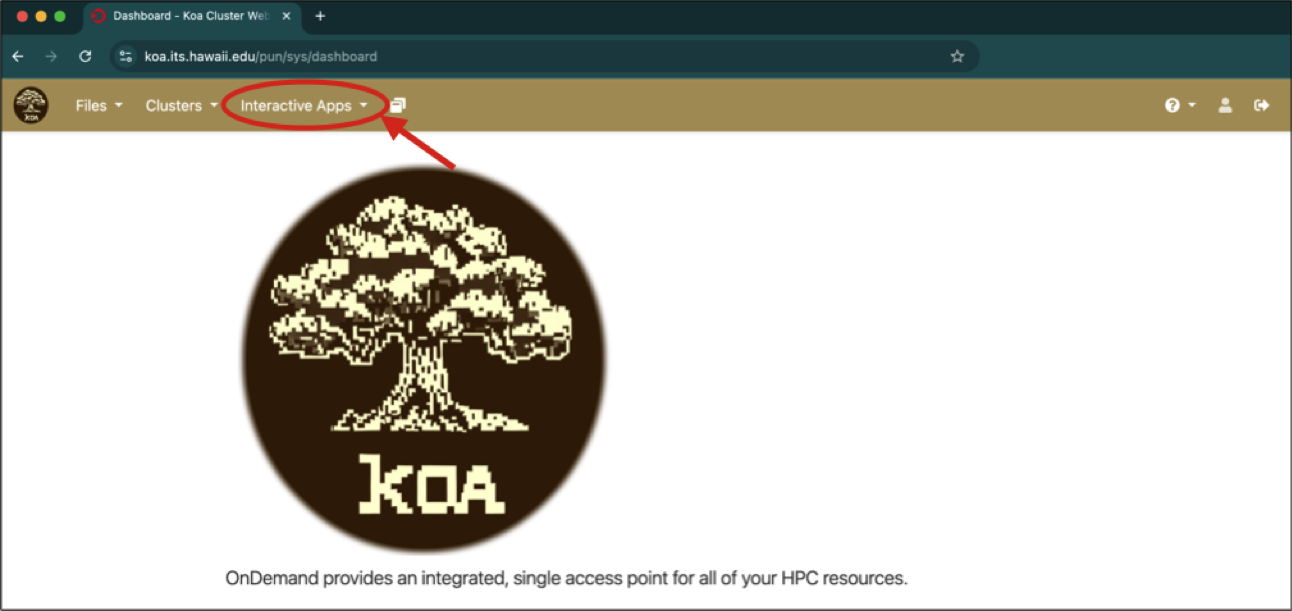 Dashboard - Koa Cluster Web
koa.its.hawaii.edu/pun/sys/dashboard
KOA
Files
Clusters
Interactive Apps
KOA
OnDemand provides an integrated, single access point for all of your HPC resources.